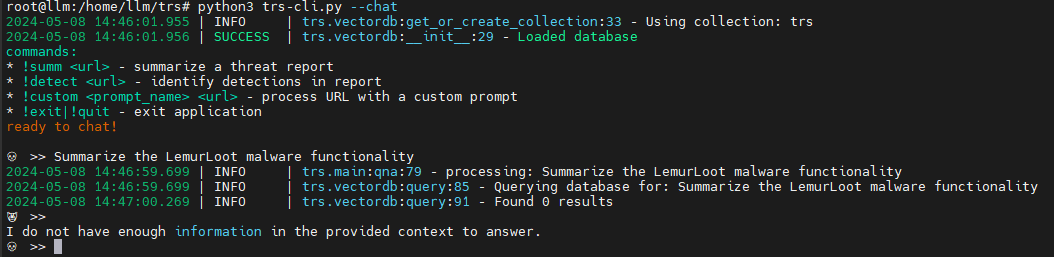 root@llm:/home/llm/trs# python3 trs-cli.py --chat
2024-05-08 14:46:01.955 | INFO     | trs.vectordb:get_or_create_collection:33 - Using collection: trs
2024-05-08 14:46:01.956 | SUCCESS  | trs.vectordb:__init__:29 - Loaded database
commands:
* !summ <url> - summarize a threat report
* !detect <url> - identify detections in report
* !custom <prompt_name> <url> - process URL with a custom prompt
* !exit|!quit - exit application
ready to chat!
💀 >> Summarize the LemurLoot malware functionality
2024-05-08 14:46:59.699 | INFO     | trs.main:qna:79 - processing: Summarize the LemurLoot malware functionality
2024-05-08 14:46:59.699 | INFO     | trs.vectordb:query:85 - Querying database for: Summarize the LemurLoot malware functionality
2024-05-08 14:47:00.269 | INFO     | trs.vectordb:query:91 - Found 0 results
>>
I do not have enough information in the provided context to answer.
💀 >>